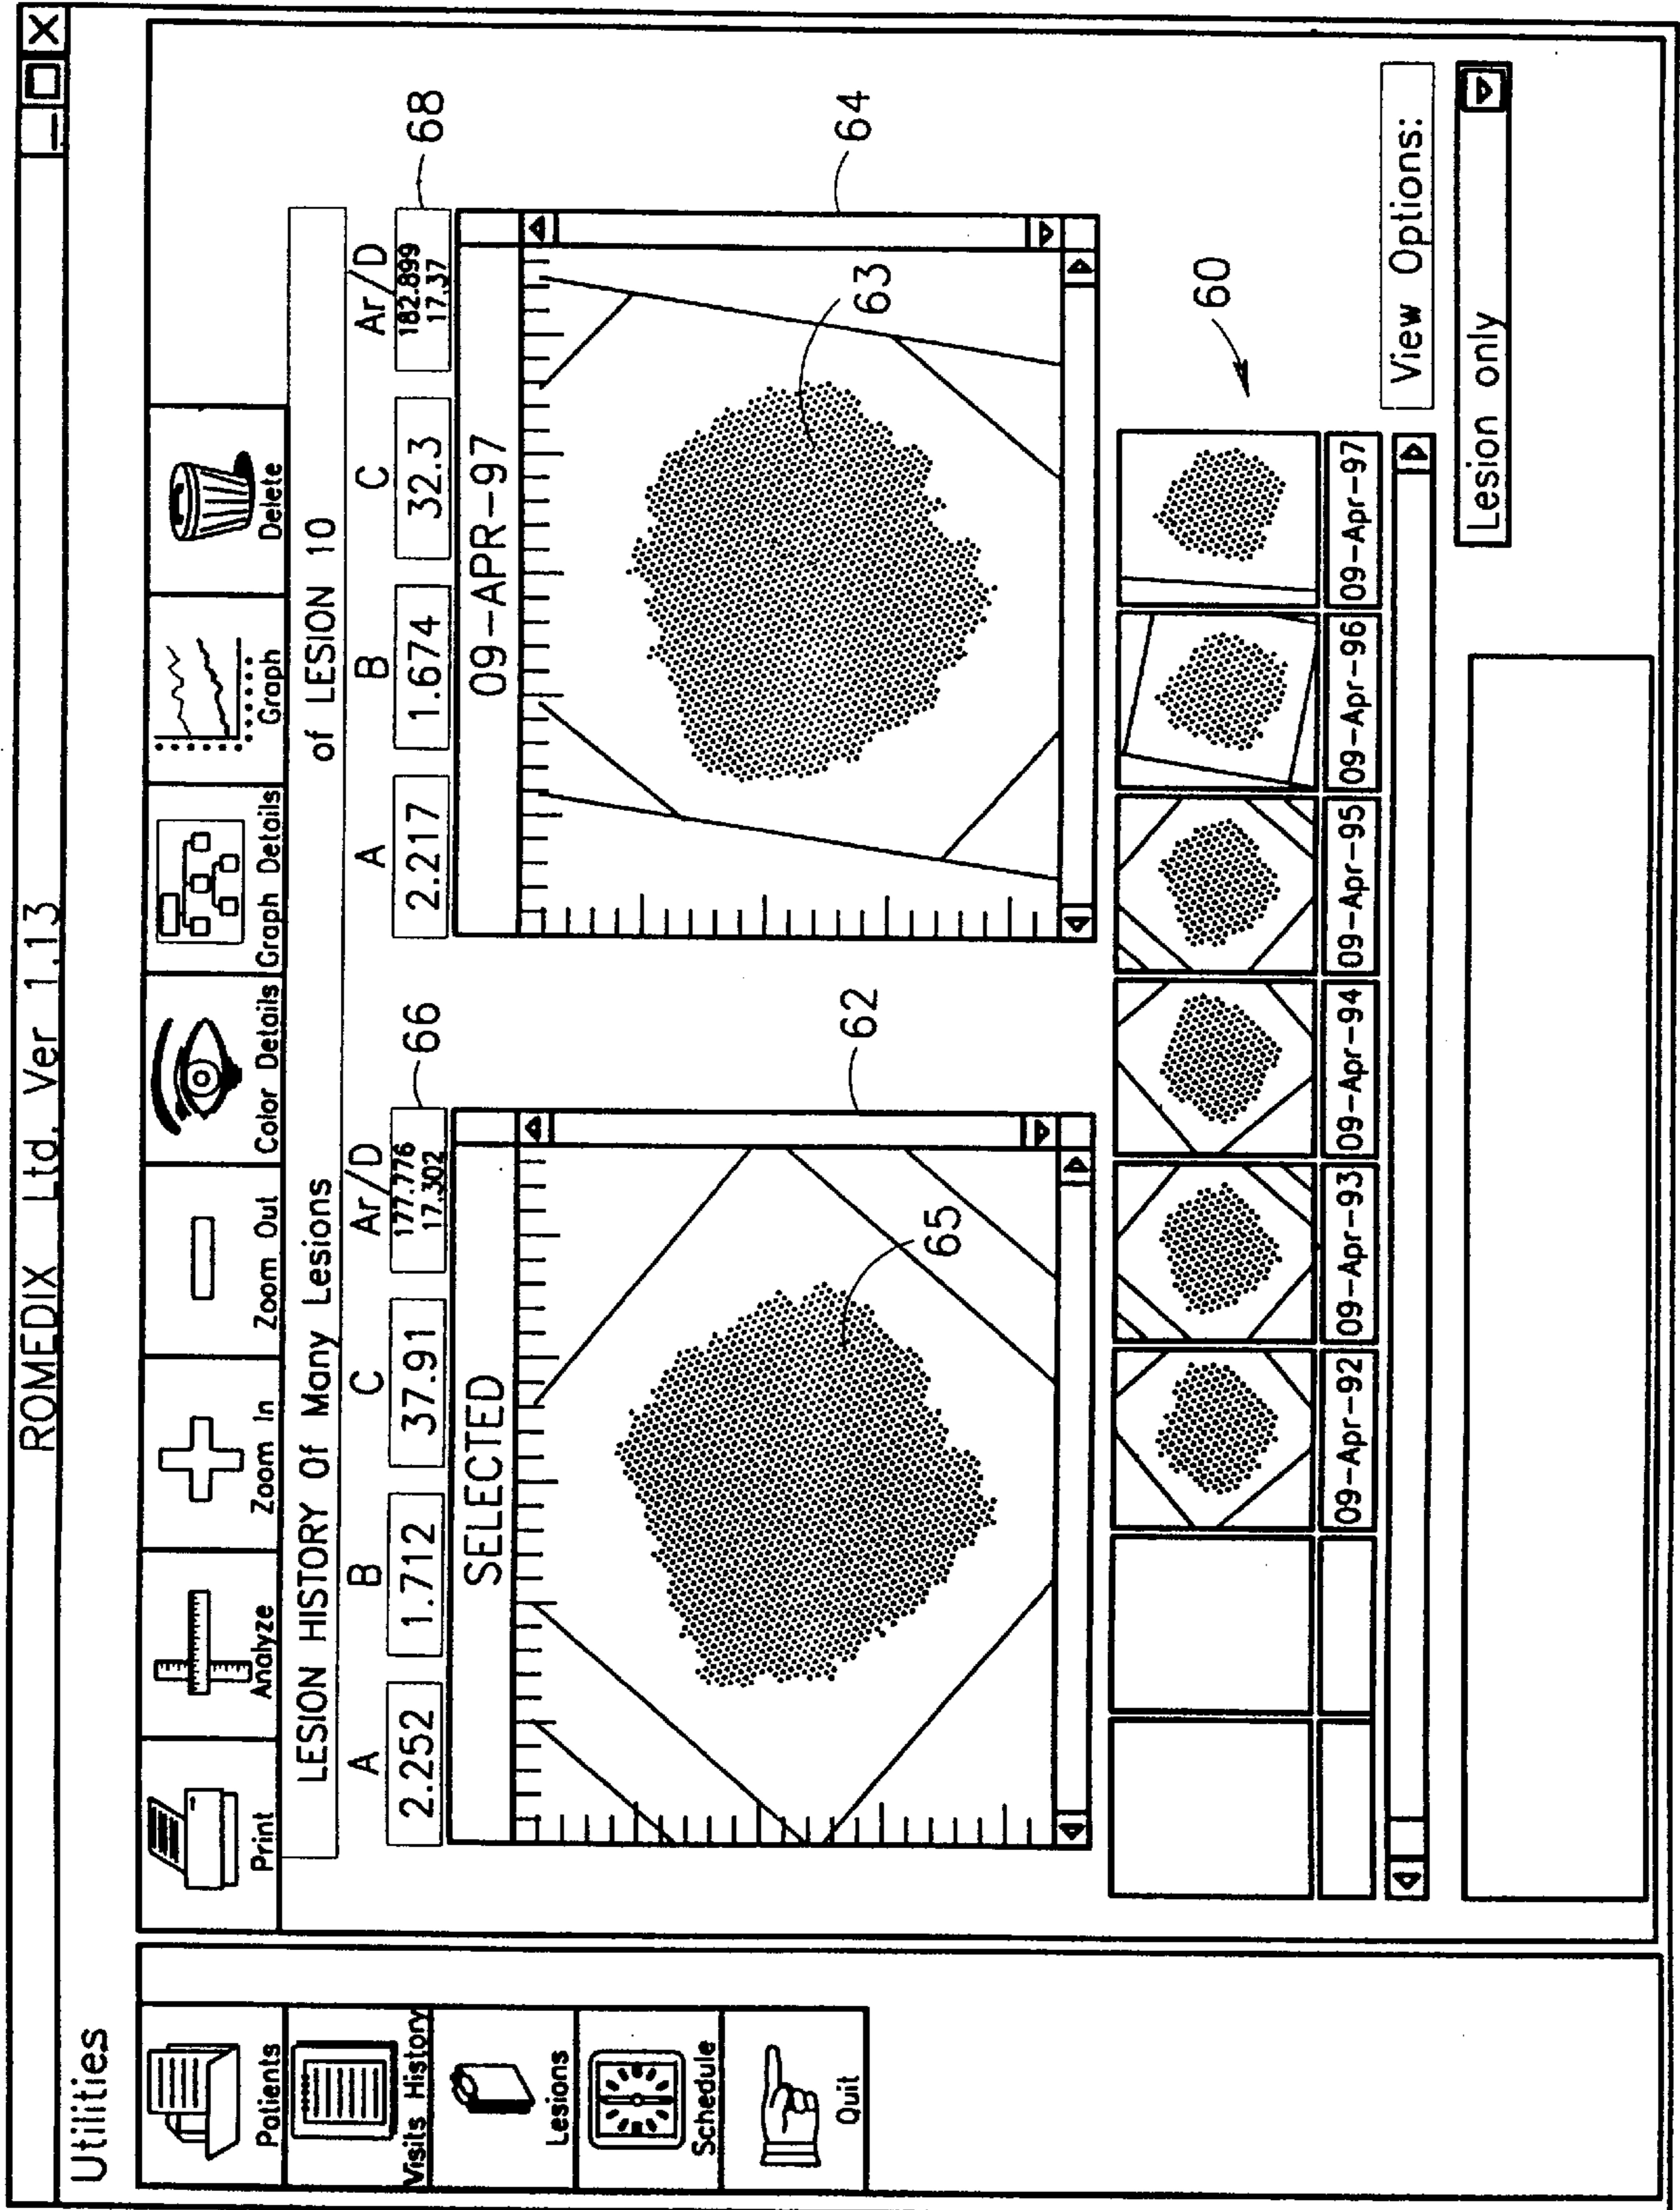 ROMEDIX Ltd. Ver 1.13
Utilities
Patients
Visits History
Lesions
Schedule
Quit
Print
Analyze
Zoom In
Zoom Out
Color Details
Graph Details
Graph
Delete
LESION HISTORY Of Many Lesions
of LESION 10
A B C Ar/D
2.252 1.712 37.91 177.776
17.302
66
A B C Ar/D
2.217 1.674 32.3 182.899
17.37
68
SELECTED
65
62
09-APR-97
63
64
60
09-Apr-92 09-Apr-93 09-Apr-94 09-Apr-95 09-Apr-96 09-Apr-97
View Options:
Lesion only